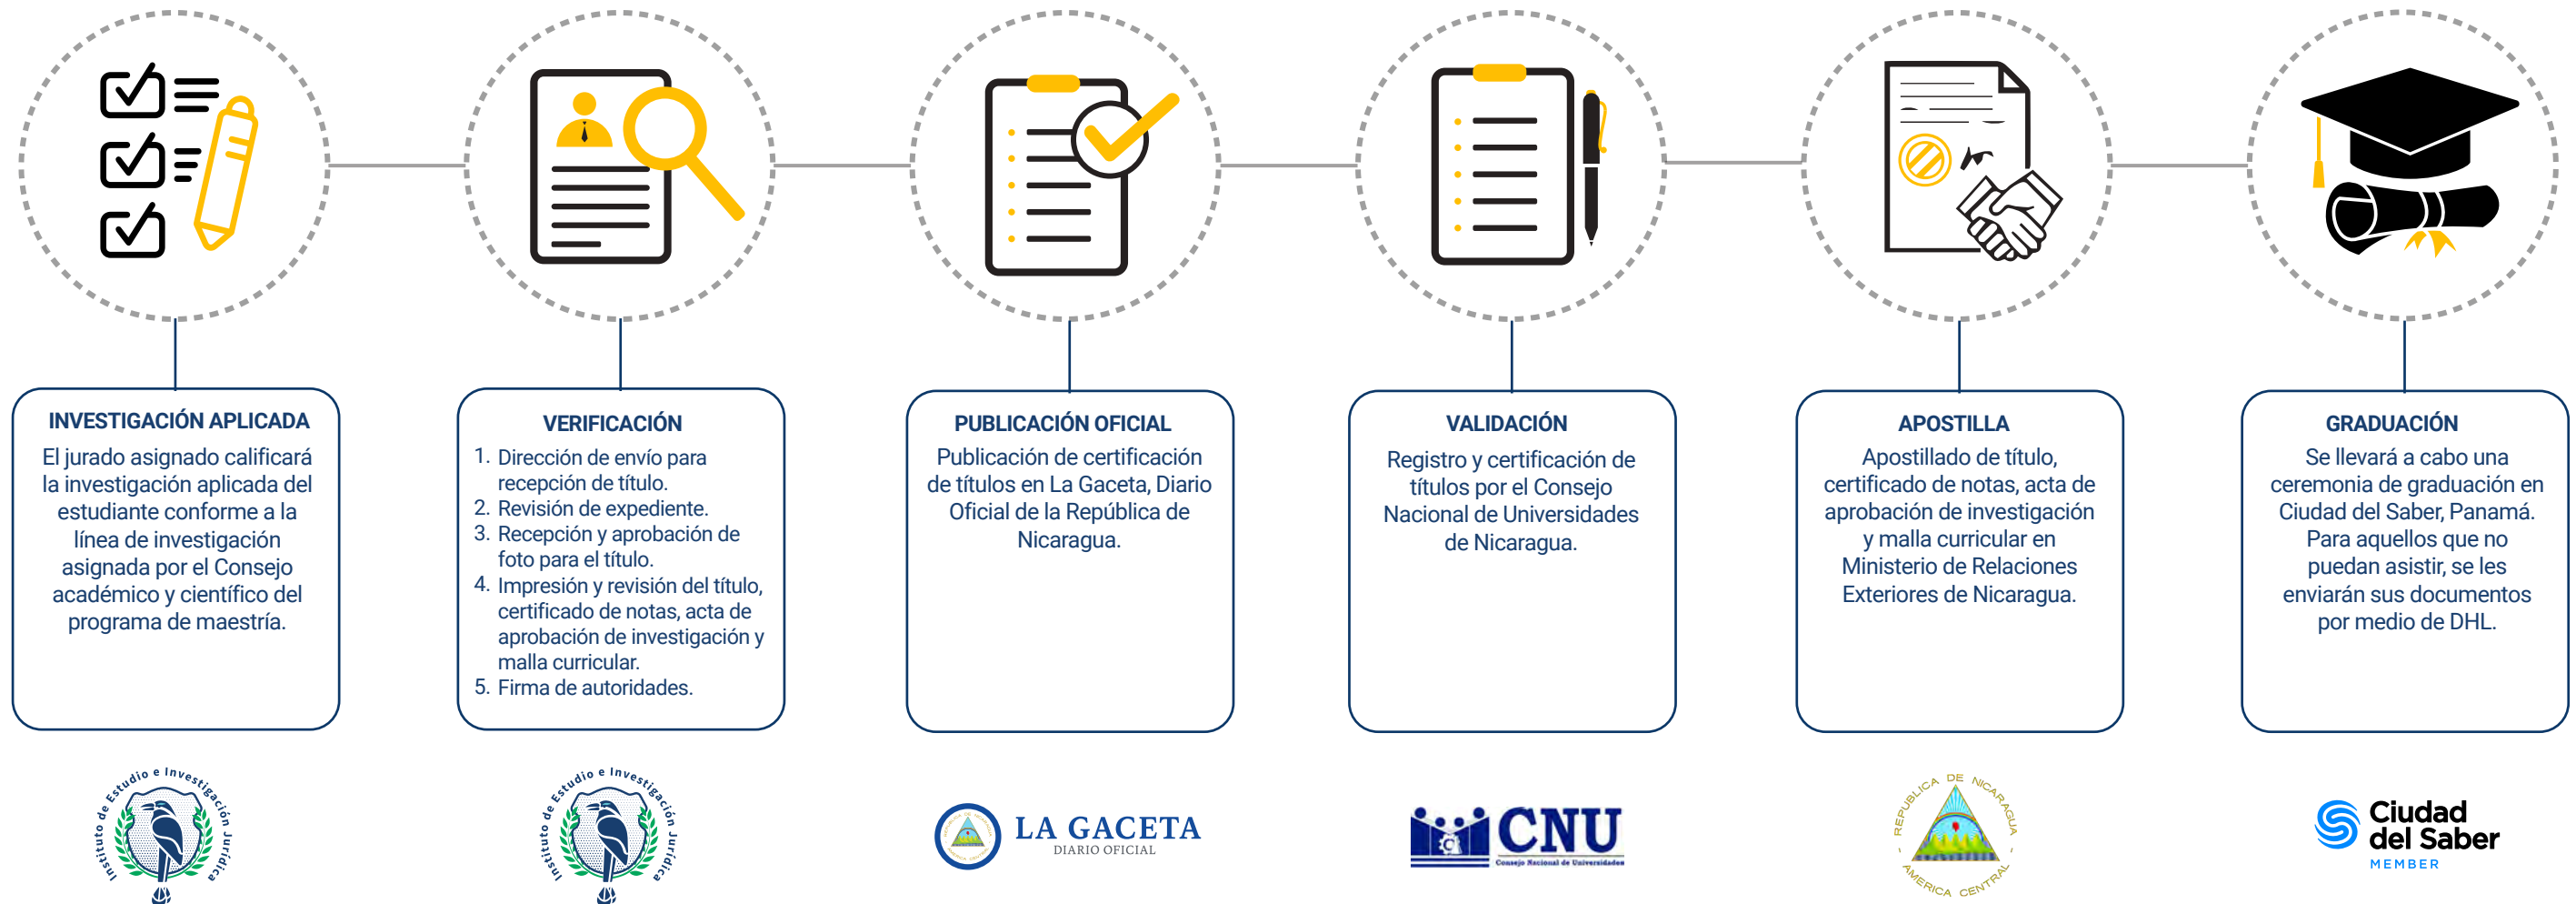 INVESTIGACIÓN APLICADA
El jurado asignado calificará
la investigación aplicada del
estudiante conforme a la
línea de investigación
asignada por el Consejo
académico y científico del
programa de maestría.
VERIFICACIÓN
1. Dirección de envío para
recepción de título.
2. Revisión de expediente.
3. Recepción y aprobación de
foto para el título.
4. Impresión y revisión del título,
certificado de notas, acta de
aprobación de investigación y
malla curricular.
5. Firma de autoridades.
PUBLICACIÓN OFICIAL
Publicación de certificación
de títulos en La Gaceta, Diario
Oficial de la República de
Nicaragua.
VALIDACIÓN
Registro y certificación de
títulos por el Consejo
Nacional de Universidades
de Nicaragua.
APOSTILLA
Apostillado de título,
certificado de notas, acta de
aprobación de investigación
y malla curricular en
Ministerio de Relaciones
Exteriores de Nicaragua.
GRADUACIÓN
Se llevará a cabo una
ceremonia de graduación en
Ciudad del Saber, Panamá.
Para aquellos que no
puedan asistir, se les
enviarán sus documentos
por medio de DHL.
Instituto de Estudio e Investigación Jurídica
Instituto de Estudio e Investigación Jurídica
REPUBLICA DE NICARAGUA
AMERICA CENTRAL
LA GACETA
DIARIO OFICIAL
CNU
Consejo Nacional de Universidades
REPUBLICA DE NICARAGUA
- AMERICA CENTRAL -
Ciudad
del Saber
MEMBER